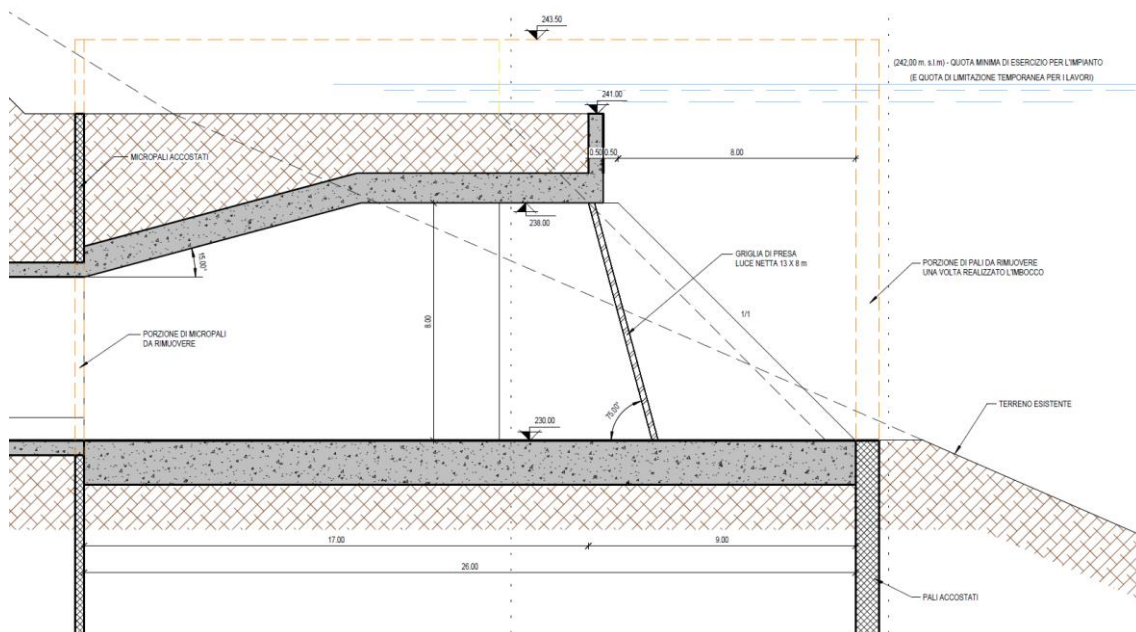 243.50
(242,00 m. s.l.m) - QUOTA MINIMA DI ESERCIZIO PER L'IMPIANTO
(E QUOTA DI LIMITAZIONE TEMPORANEA PER I LAVORI)
241.00
MICROPALI ACCOSTATI
0.50
0.50
8.00
238.00
15.00°
GRIGLIA DI PRESA
LUCE NETTA 13 X 8 m
PORZIONE DI PALI DA RIMUOVERE
UNA VOLTA REALIZZATO L'IMBOCCO
8.00
1/1
PORZIONE DI MICROPALI
DA RIMUOVERE
75.00°
TERRENO ESISTENTE
230.00
17.00
9.00
26.00
PALI ACCOSTATI